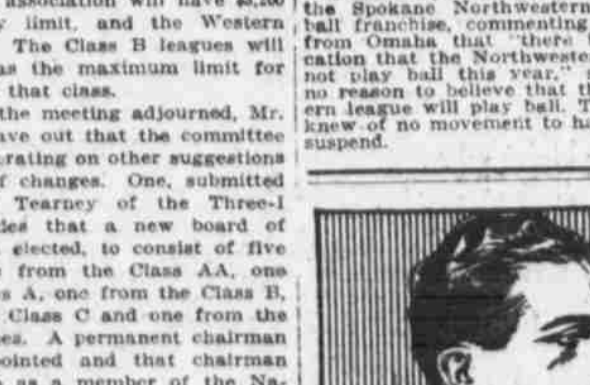 association will have $5,200
limit, and the Western
The Class B leagues will
as the maximum limit for
that class.
the meeting adjourned, Mr.
ave out that the committee
rating on other suggestions
f changes. One, submitted
Tearney of the Three-I
des that a new board of
elected, to consist of five
from the Class AA, one
s A, one from the Class B,
Class C and one from the
es. A permanent chairman
pointed and that chairman
as a member of the Na-
the Spokane Northwestern
ball franchise, commenting
from Omaha that "there
cation that the Northweste
not play ball this year,"
no reason to believe that th
ern league will play ball. T
knew of no movement to ha
suspend.